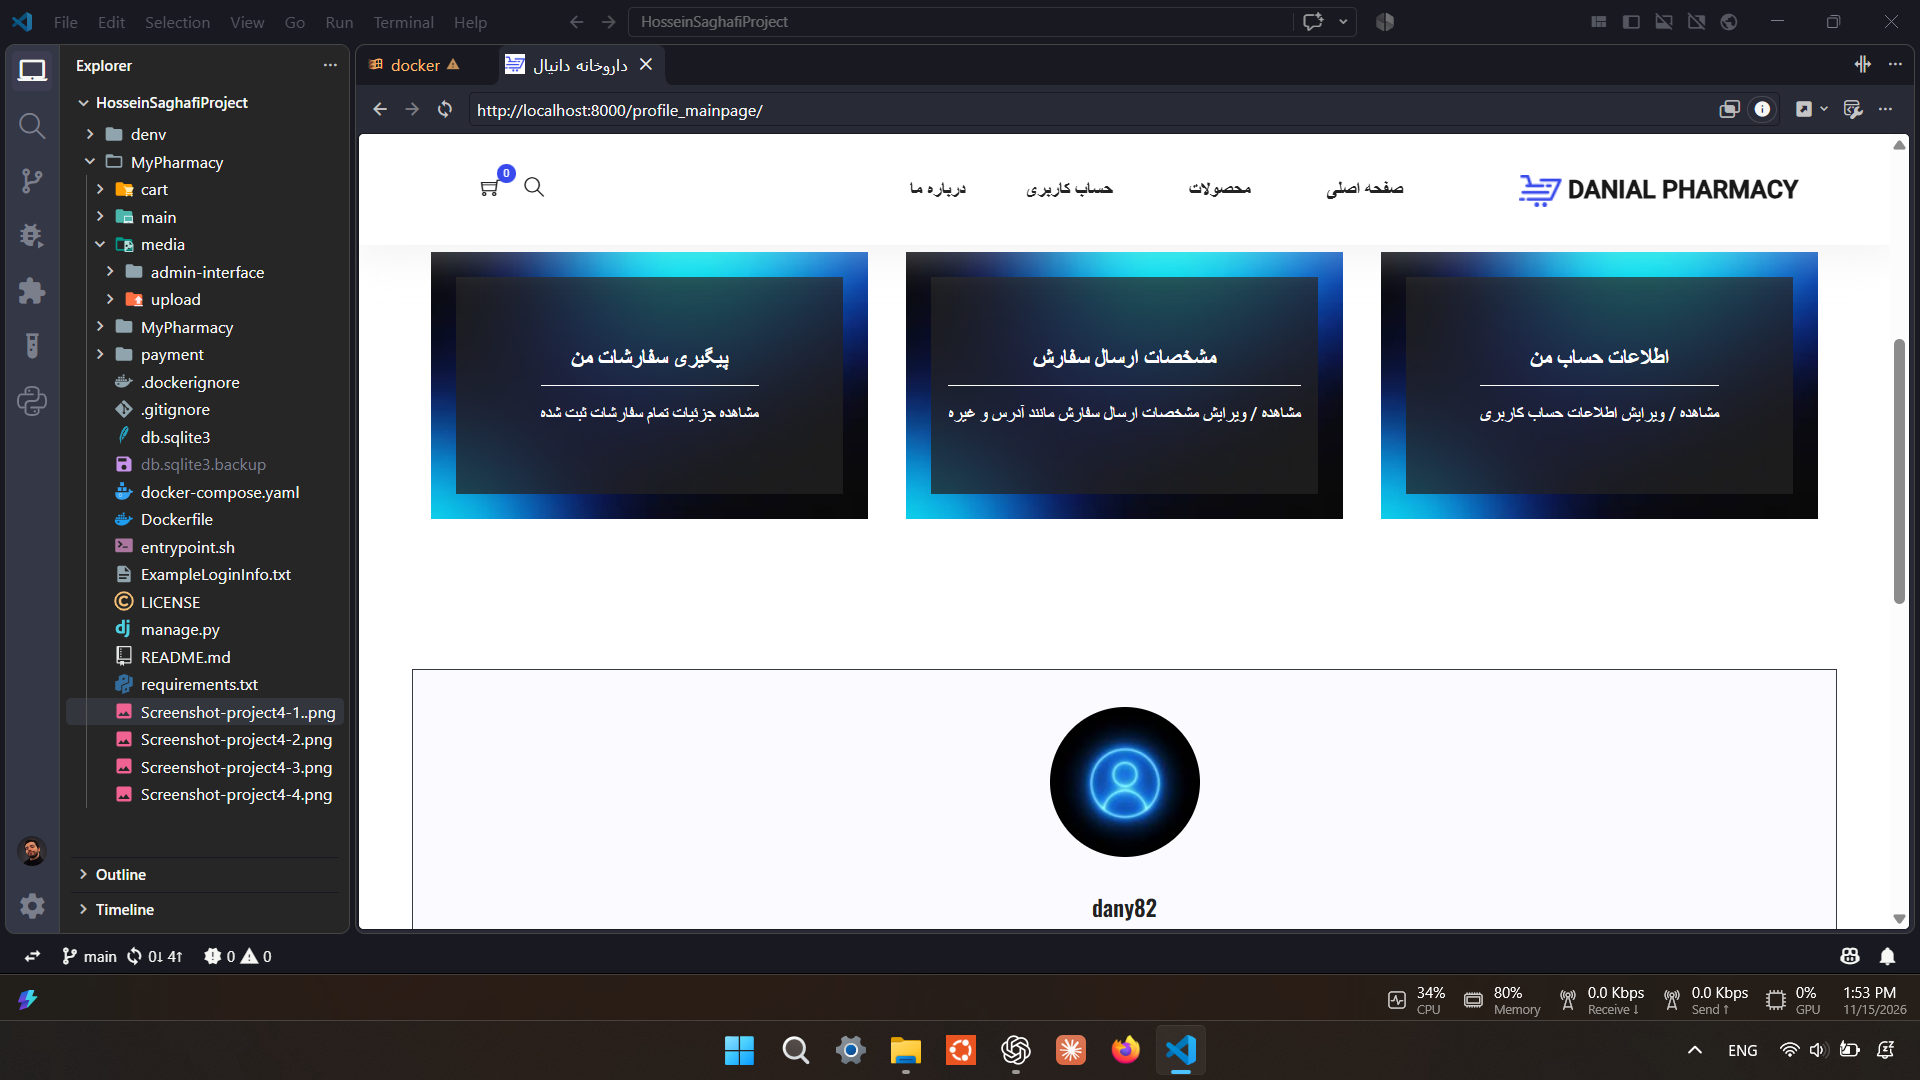 File Edit Selection View Go Run Terminal Help
HosseinSaghafiProject
Explorer
HosseinSaghafiProject
denv
MyPharmacy
cart
main
media
admin-interface
upload
MyPharmacy
payment
.dockerignore
.gitignore
db.sqlite3
db.sqlite3.backup
docker-compose.yaml
Dockerfile
entrypoint.sh
ExampleLoginInfo.txt
LICENSE
manage.py
README.md
requirements.txt
Screenshot-project4-1..png
Screenshot-project4-2.png
Screenshot-project4-3.png
Screenshot-project4-4.png
Outline
Timeline
docker
داروخانه دانیال
http://localhost:8000/profile_mainpage/
DANIAL PHARMACY
صفحه اصلی
محصولات
حساب کاربری
درباره ما
0
اطلاعات حساب من
مشاهده / ویرایش اطلاعات حساب کاربری
مشخصات ارسال سفارش
مشاهده / ویرایش مشخصات ارسال سفارش مانند آدرس و غیره
پیگیری سفارشات من
مشاهده جزئیات تمام سفارشات ثبت شده
dany82
main 0↓ 4↑ 0 0
34% CPU
80% Memory
0.0 Kbps Receive ↓
0.0 Kbps Send ↑
0% GPU
1:53 PM
11/15/2026
ENG